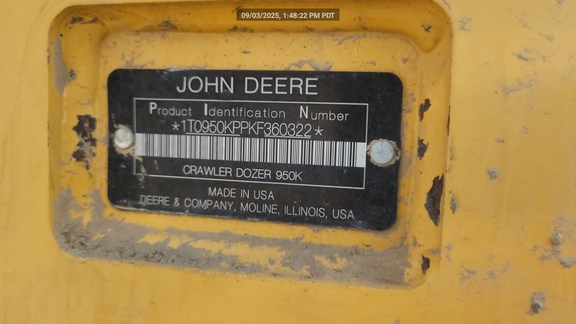 09/03/2025, 1:48:22 PM PDT
JOHN DEERE
Product Identification Number
*1T0950KPPKF360322*
CRAWLER DOZER 950K
MADE IN USA
DEERE & COMPANY, MOLINE, ILLINOIS, USA